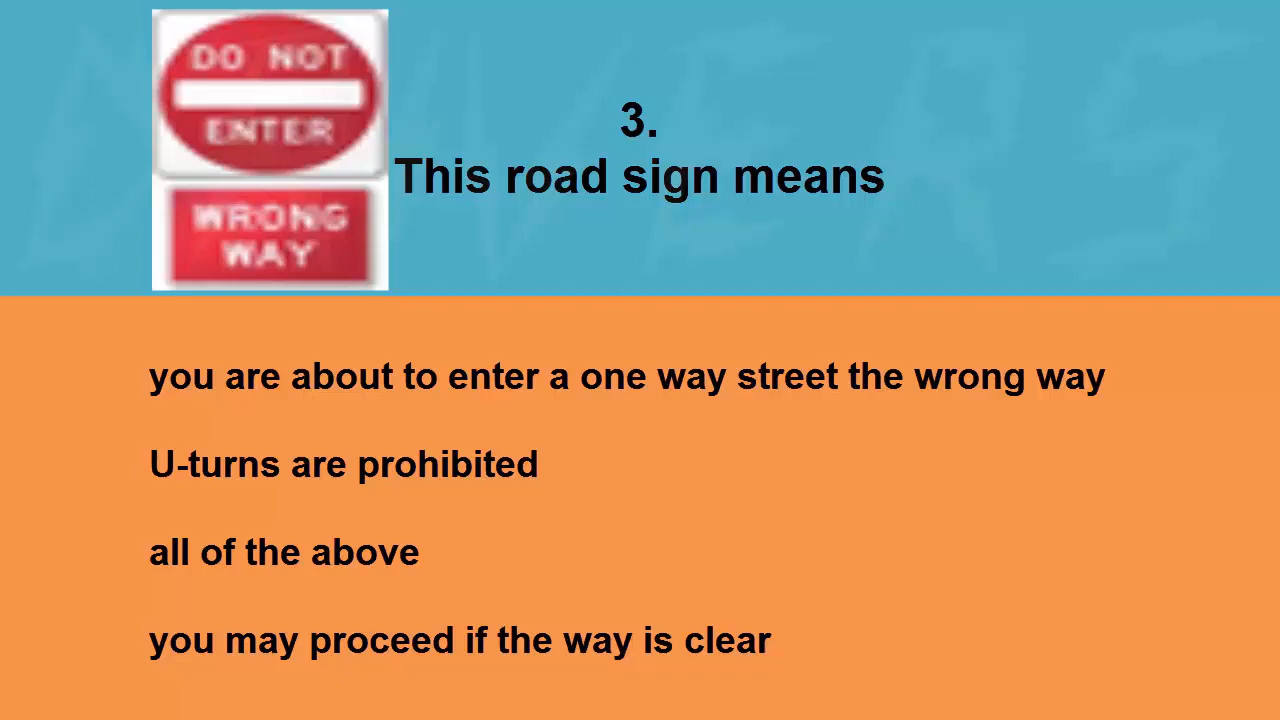 DO NOT
ENTER
WRONG
WAY
3.
This road sign means
you are about to enter a one way street the wrong way
U-turns are prohibited
all of the above
you may proceed if the way is clear